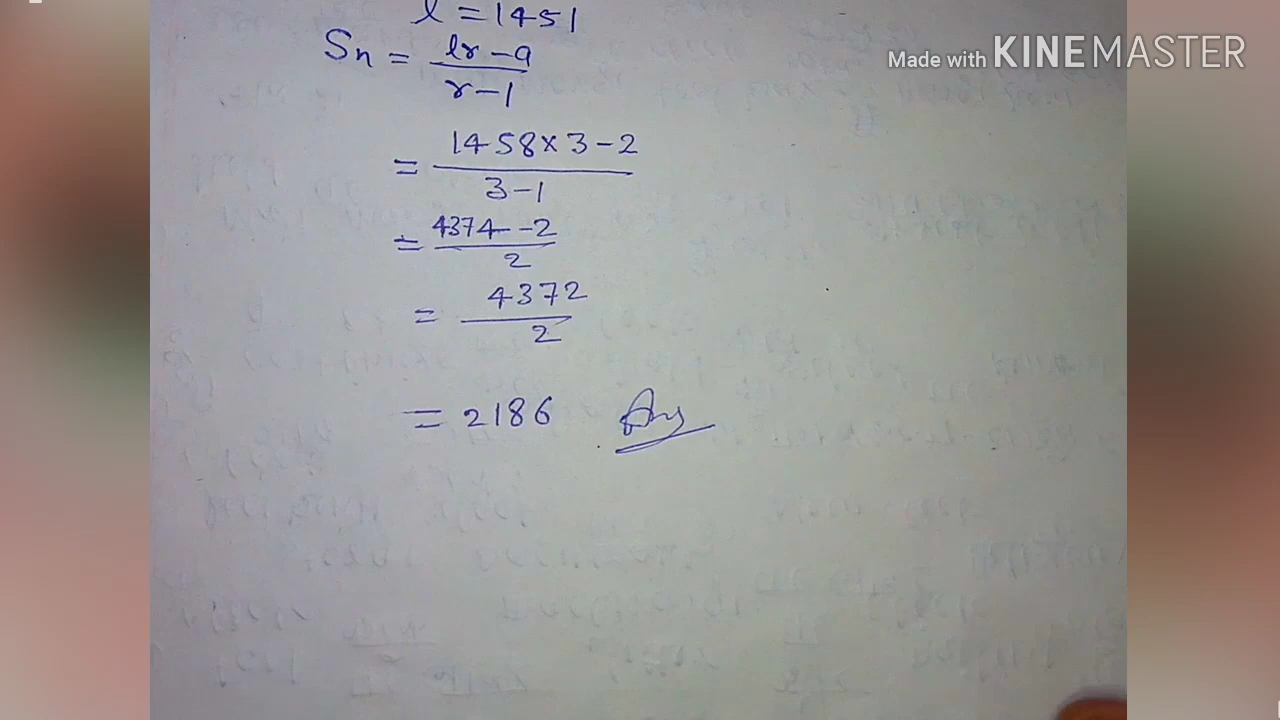 l = 1451
Made with KINEMASTER
Sn = lr - a / r - 1
= 1458 × 3 - 2 / 3 - 1
= 4374 - - 2 / 2
= 4372 / 2
= 2186 Ans